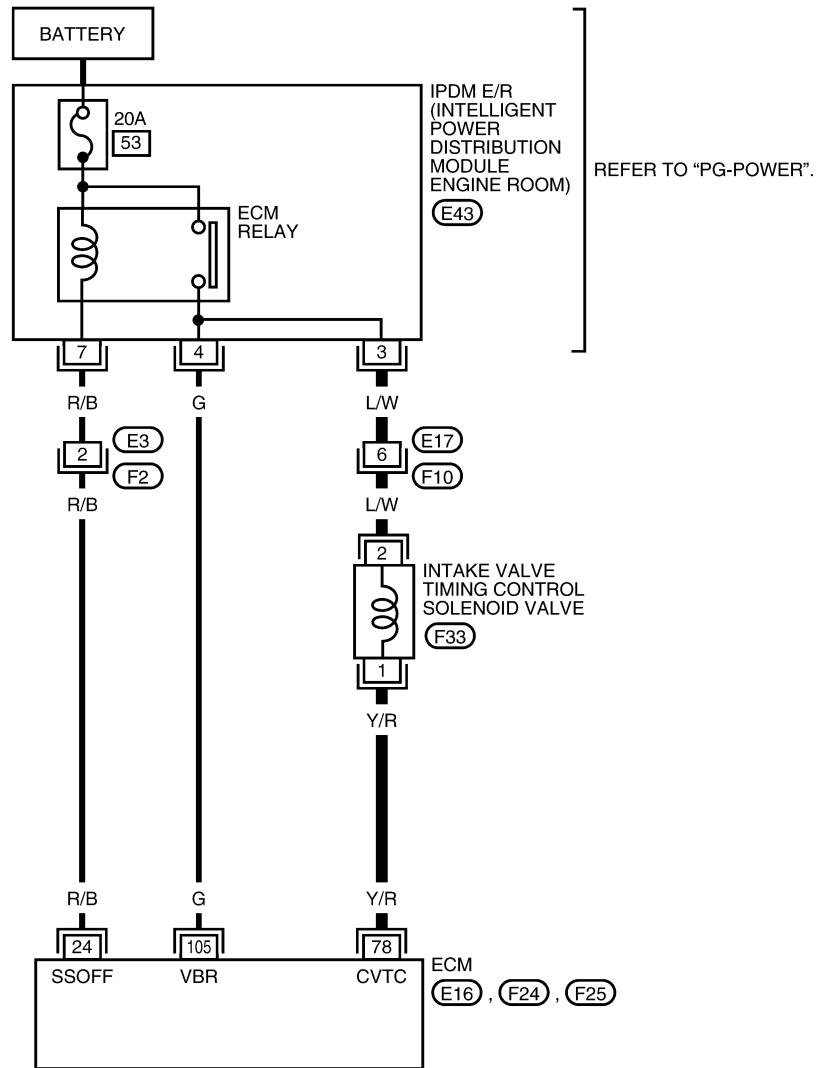 BATTERY
IPDM E/R
(INTELLIGENT
POWER
DISTRIBUTION
MODULE
ENGINE ROOM)
E43
REFER TO “PG-POWER”.
20A
53
ECM
RELAY
7
4
3
R/B
G
L/W
2
E3
F2
6
E17
F10
R/B
L/W
2
INTAKE VALVE
TIMING CONTROL
SOLENOID VALVE
F33
1
Y/R
R/B
G
Y/R
24
105
78
SSOFF
VBR
CVTC
ECM
E16 , F24 , F25